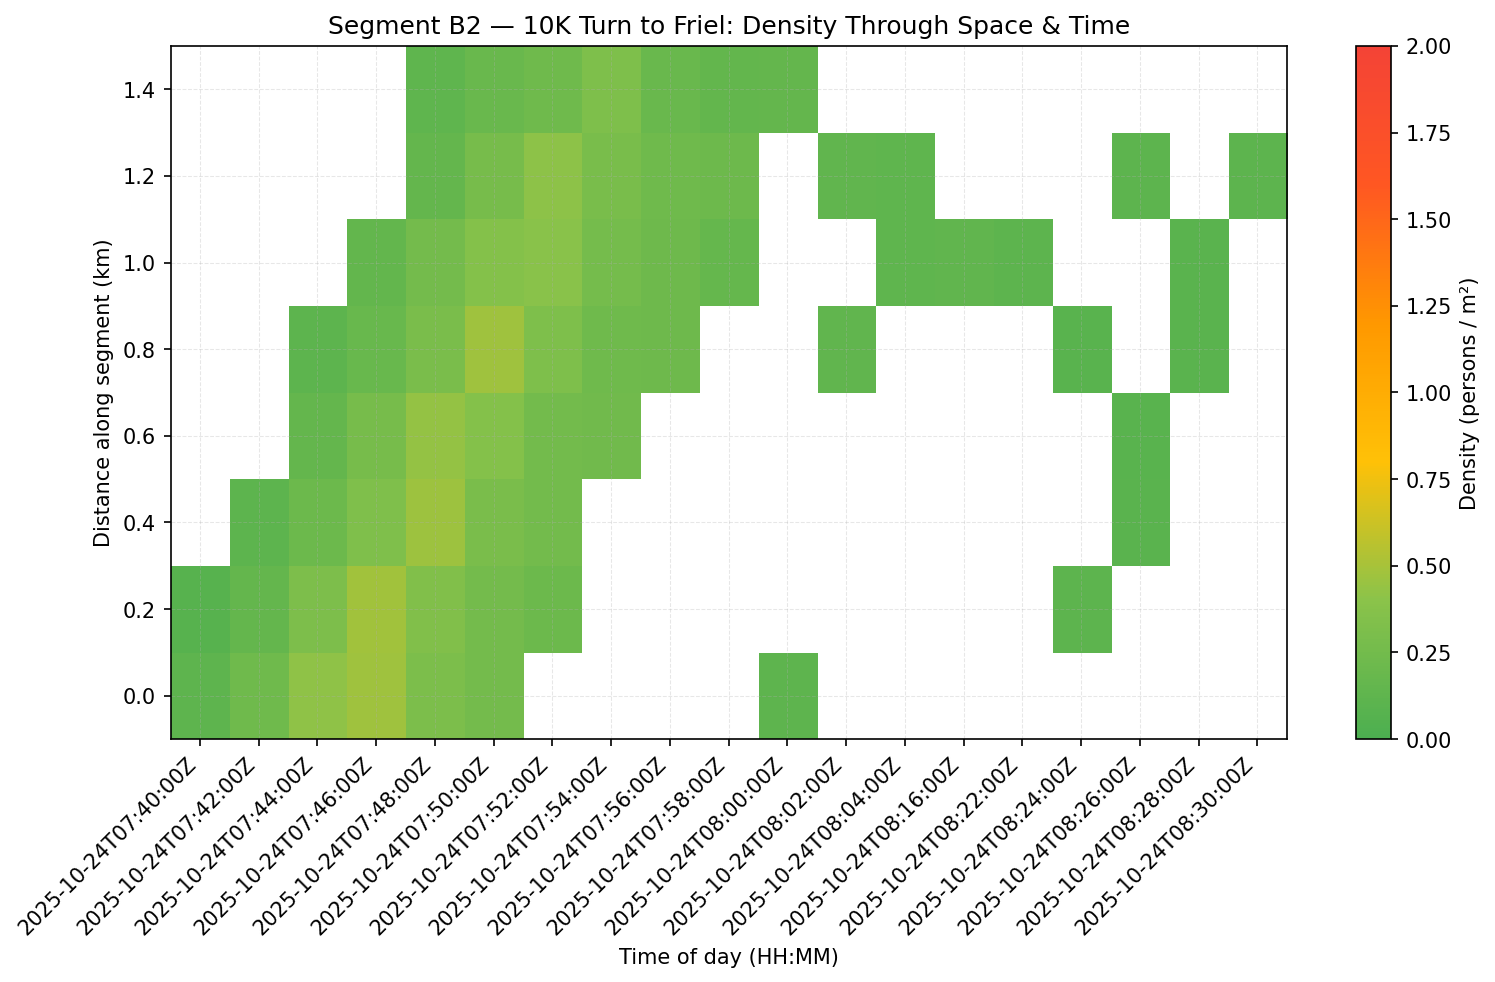 Segment B2 — 10K Turn to Friel: Density Through Space & Time
Distance along segment (km)
1.4
1.2
1.0
0.8
0.6
0.4
0.2
0.0
2025-10-24T07:40:00Z
2025-10-24T07:42:00Z
2025-10-24T07:44:00Z
2025-10-24T07:46:00Z
2025-10-24T07:48:00Z
2025-10-24T07:50:00Z
2025-10-24T07:52:00Z
2025-10-24T07:54:00Z
2025-10-24T07:56:00Z
2025-10-24T07:58:00Z
2025-10-24T08:00:00Z
2025-10-24T08:02:00Z
2025-10-24T08:04:00Z
2025-10-24T08:16:00Z
2025-10-24T08:22:00Z
2025-10-24T08:24:00Z
2025-10-24T08:26:00Z
2025-10-24T08:28:00Z
2025-10-24T08:30:00Z
Time of day (HH:MM)
2.00
1.75
1.50
1.25
1.00
0.75
0.50
0.25
0.00
Density (persons / m²)